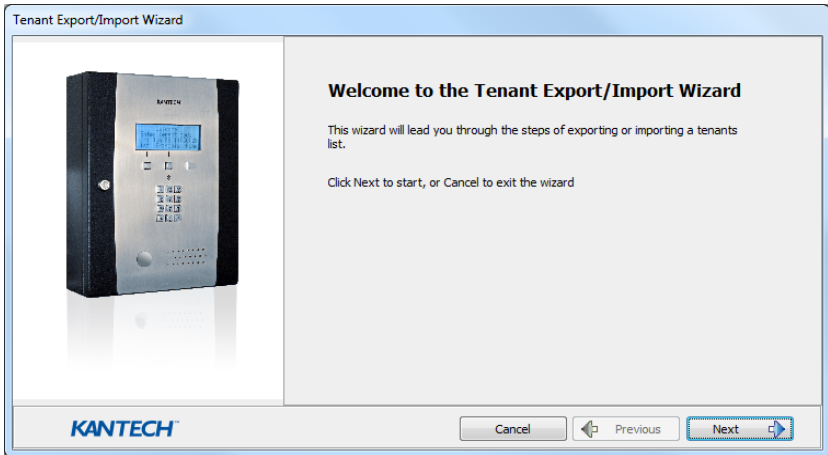 Tenant Export/Import Wizard
KANTECH
Welcome to the Tenant Export/Import Wizard
This wizard will lead you through the steps of exporting or importing a tenants
list.
Click Next to start, or Cancel to exit the wizard
KANTECH
Cancel
Previous
Next